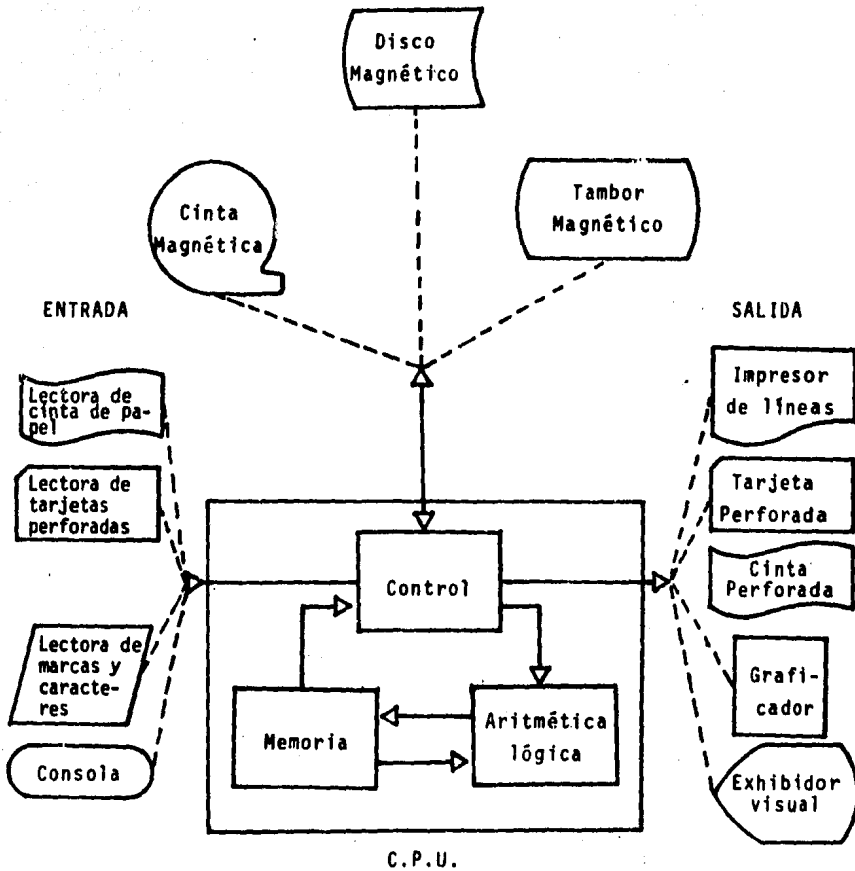 Disco
Magnético
Cinta
Magnética
Tambor
Magnético
ENTRADA
SALIDA
Lectora de
cinta de pa-
pel
Lectora de
tarjetas
perforadas
Lectora de
marcas y
caracte-
res
Consola
Control
Memoria
Aritmética
lógica
C.P.U.
Impresor
de líneas
Tarjeta
Perforada
Cinta
Perforada
Grafi-
cador
Exhibidor
visual